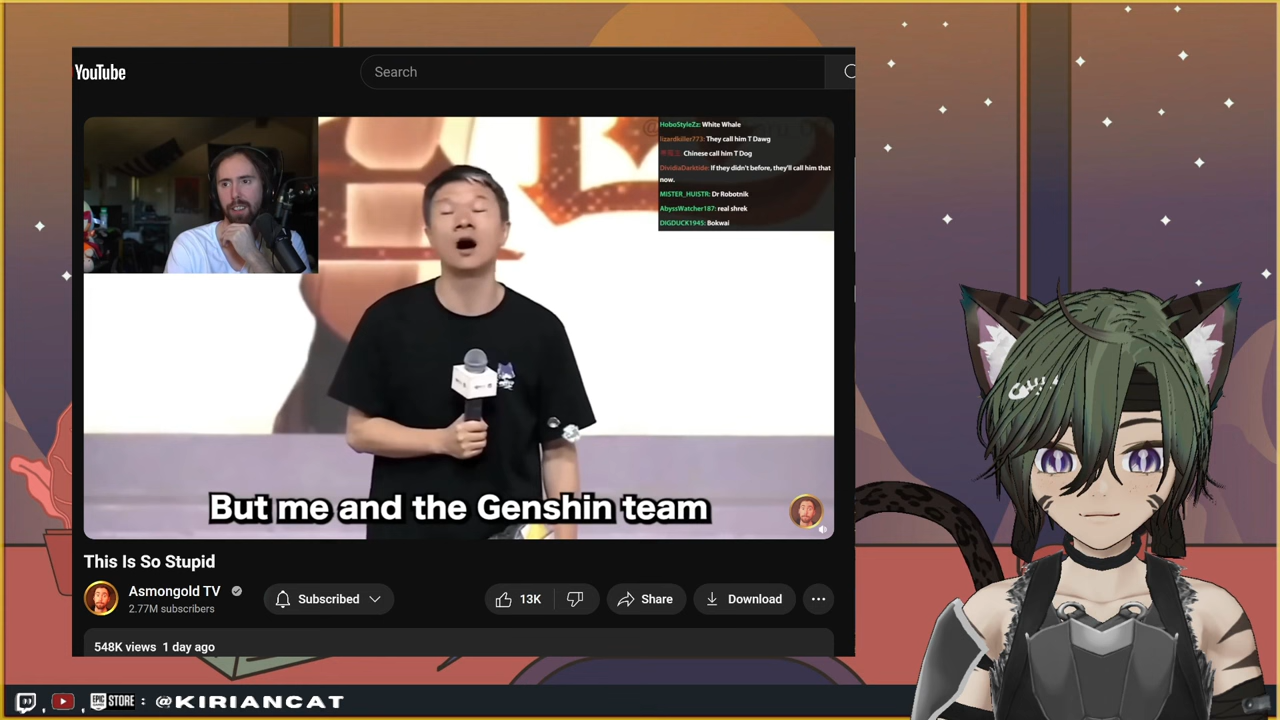 YouTube
Search
HoboStyleZz: White Whale
lizardkiller773: They call him T Dawg
Chinese call him T Dog
DividiaDarktide: If they didn't before, they'll call him that
now.
MISTER_HUISTR: Dr Robotnik
AbyssWatcher187: real shrek
DIGDUCK1945: Bokwai
But me and the Genshin team
This Is So Stupid
Asmongold TV
2.77M subscribers
Subscribed
13K
Share
Download
548K views 1 day ago
EPIC
STORE
: @KIRIANCAT